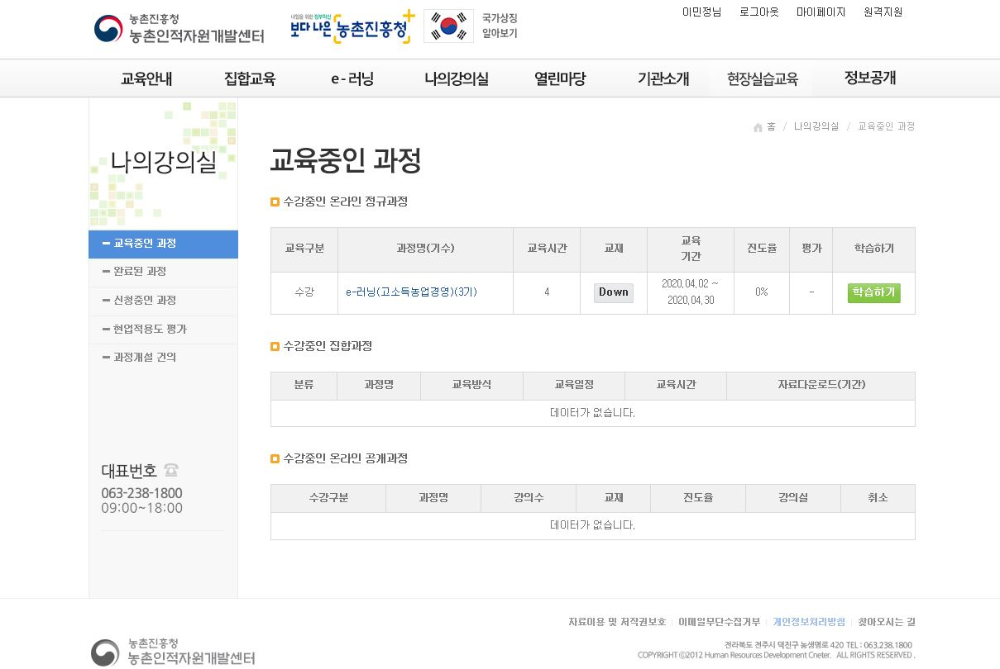 농촌진흥청
농촌인적자원개발센터
내일을 위한 정부혁신
보다나은 농촌진흥청
국가상징
알아보기
이민정님 로그아웃 마이페이지 원격지원
교육안내 집합교육 e-러닝 나의강의실 열린마당 기관소개 현장실습교육 정보공개
나의강의실
교육중인 과정
완료된 과정
신청중인 과정
현업적용도 평가
과정개설 건의
대표번호
063-238-1800
09:00~18:00
홈 / 나의강의실 / 교육중인 과정
교육중인 과정
수강중인 온라인 정규과정
교육구분 과정명(기수) 교육시간 교재 교육 기간 진도율 평가 학습하기
수강 e-러닝(고소득농업경영)(3기) 4 Down 2020.04.02 ~ 2020.04.30 0% - 학습하기
수강중인 집합과정
분류 과정명 교육방식 교육일정 교육시간 자료다운로드(기간)
데이터가 없습니다.
수강중인 온라인 공개과정
수강구분 과정명 강의수 교재 진도율 강의실 취소
데이터가 없습니다.
자료이용 및 저작권보호 이메일무단수집거부 개인정보처리방침 찾아오시는 길
농촌진흥청
농촌인적자원개발센터
전라북도 전주시 덕진구 농생명로 420 TEL : 063.238.1800
COPYRIGHT ⓒ2012 Human Resources Development Cneter. ALL RIGHTS RESERVED .